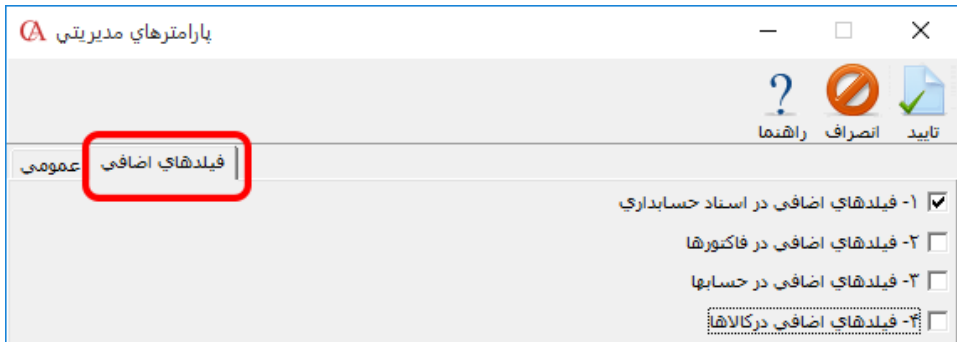 پارامترهاي مديريتي
تاييد انصراف راهنما
فيلدهاي اضافي عمومي
۱- فيلدهاي اضافي در اسناد حسابداري
۲- فيلدهاي اضافي در فاکتورها
۳- فيلدهاي اضافي در حسابها
۴- فيلدهاي اضافي درکالاها